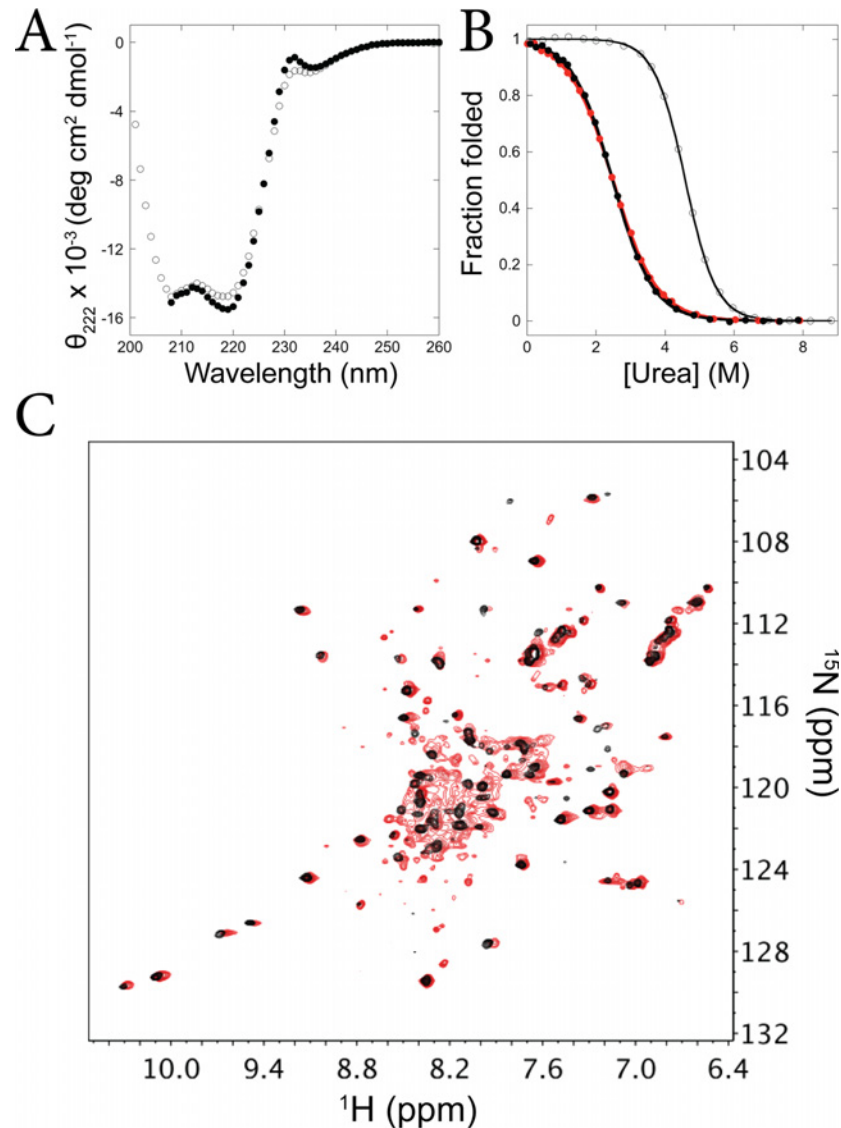 A
0
-4
-8
-12
-16
200 210 220 230 240 250 260
θ222 x 10-3 (deg cm2 dmol-1)
Wavelength (nm)
B
1
0.8
0.6
0.4
0.2
0
0 2 4 6 8
Fraction folded
[Urea] (M)
C
104
108
112
116
120
124
128
132
15N (ppm)
10.0 9.4 8.8 8.2 7.6 7.0 6.4
1H (ppm)